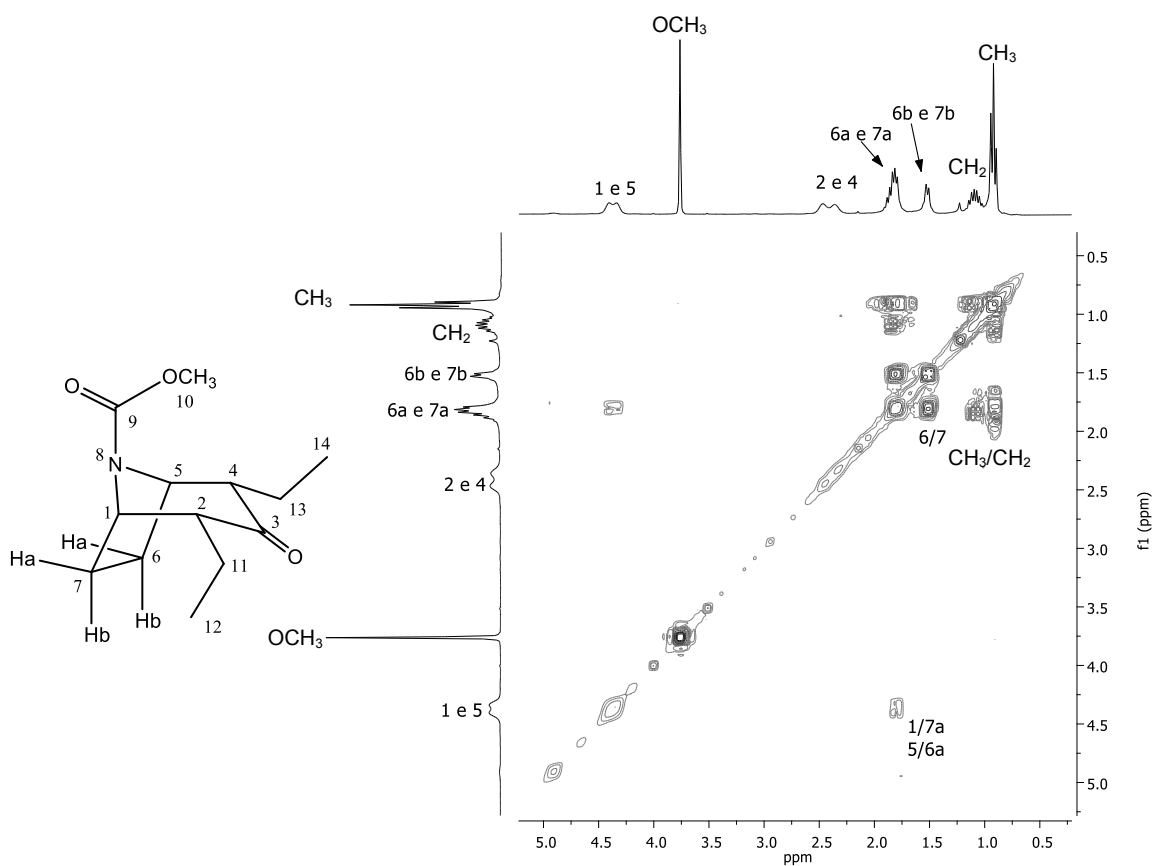 OCH₃
CH₃
6b e 7b
6a e 7a
CH₂
1 e 5
2 e 4
CH₃
CH₂
6b e 7b
6a e 7a
2 e 4
OCH₃
1 e 5
O
OCH₃
10
9
8
N
5
4
14
13
1
2
3
O
Ha
Ha
6
7
11
Hb
Hb
12
6/7
CH₃/CH₂
1/7a
5/6a
0.5
1.0
1.5
2.0
2.5
3.0
3.5
4.0
4.5
5.0
f1 (ppm)
5.0 4.5 4.0 3.5 3.0 2.5 2.0 1.5 1.0 0.5
ppm